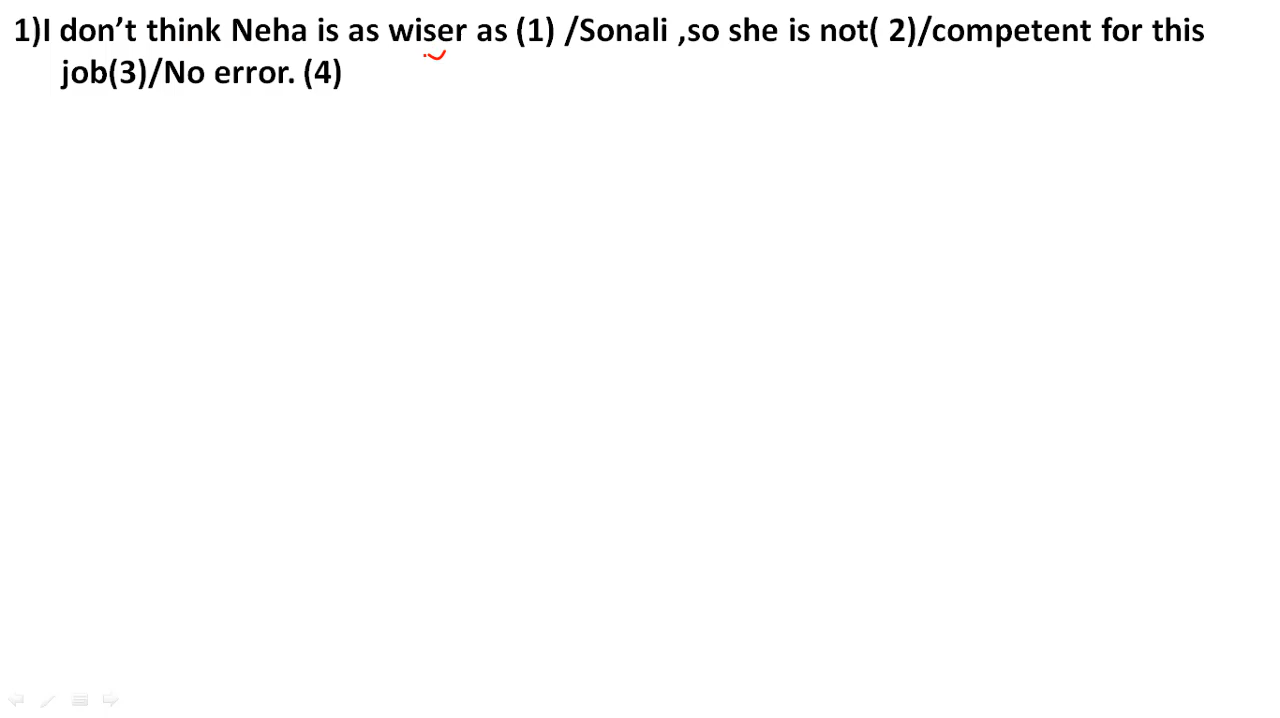 1)I don’t think Neha is as wiser as (1) /Sonali ,so she is not( 2)/competent for this
job(3)/No error. (4)